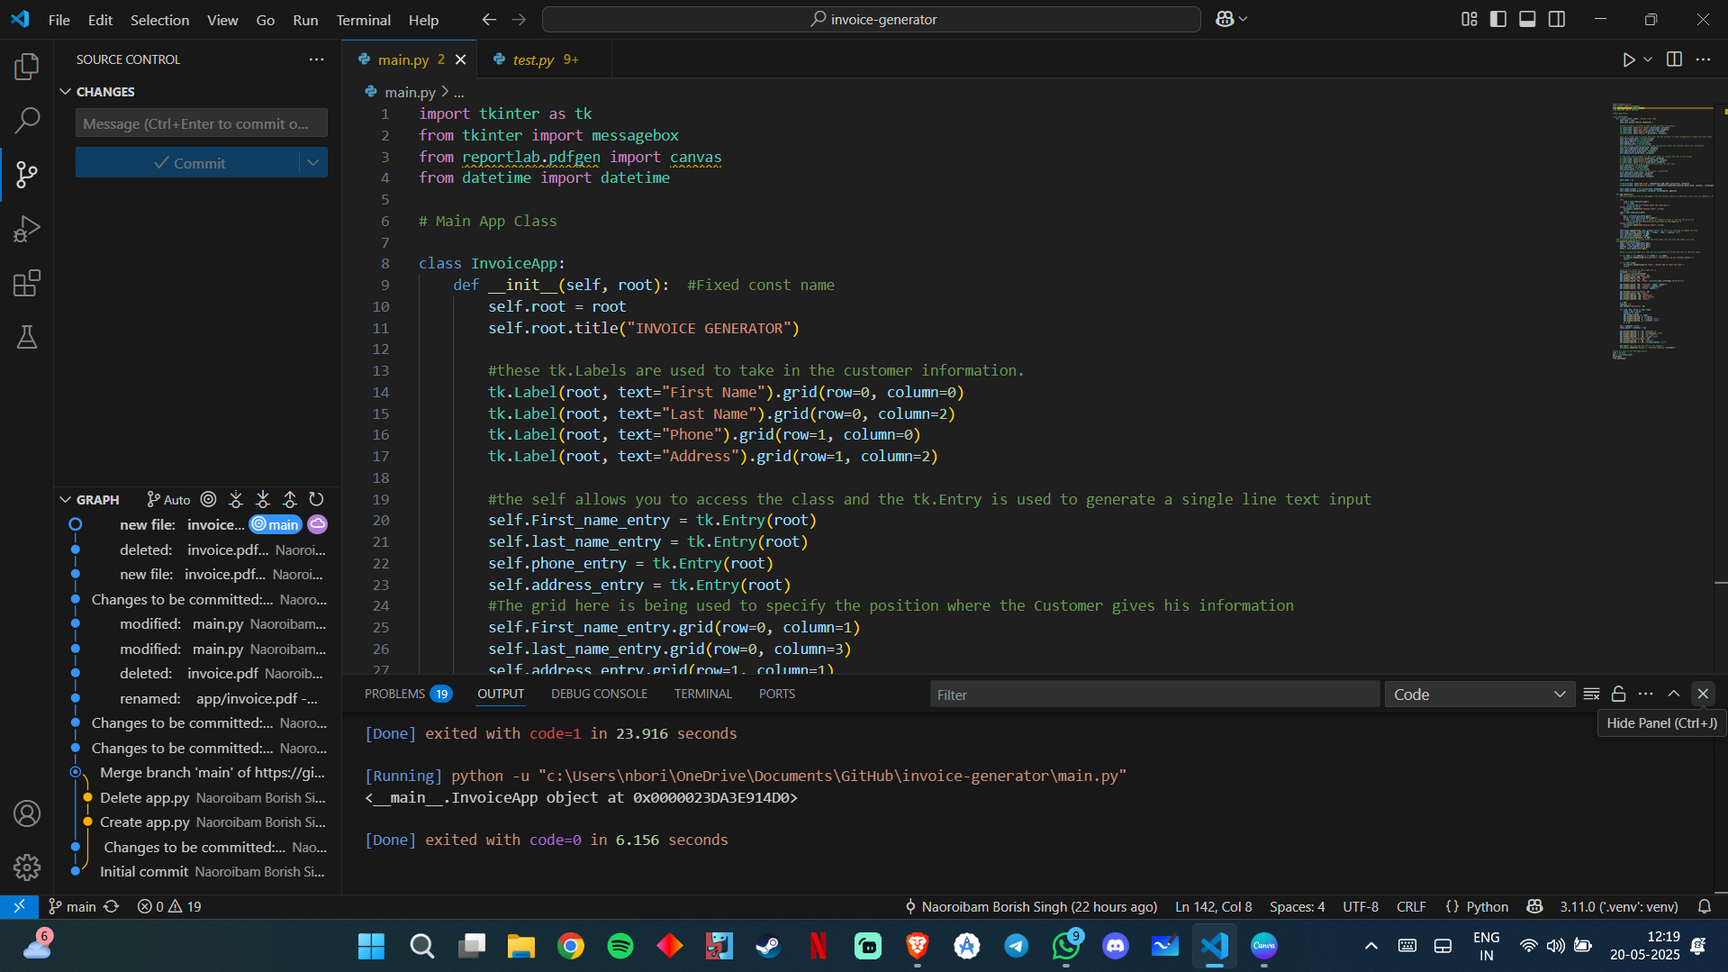 File Edit Selection View Go Run Terminal Help
invoice-generator
SOURCE CONTROL
CHANGES
Message (Ctrl+Enter to commit o...
Commit
main.py 2
test.py 9+
main.py > ...
1 import tkinter as tk
2 from tkinter import messagebox
3 from reportlab.pdfgen import canvas
4 from datetime import datetime
5
6 # Main App Class
7
8 class InvoiceApp:
9 def __init__(self, root): #Fixed const name
10 self.root = root
11 self.root.title("INVOICE GENERATOR")
12
13 #these tk.Labels are used to take in the customer information.
14 tk.Label(root, text="First Name").grid(row=0, column=0)
15 tk.Label(root, text="Last Name").grid(row=0, column=2)
16 tk.Label(root, text="Phone").grid(row=1, column=0)
17 tk.Label(root, text="Address").grid(row=1, column=2)
18
19 #the self allows you to access the class and the tk.Entry is used to generate a single line text input
20 self.First_name_entry = tk.Entry(root)
21 self.last_name_entry = tk.Entry(root)
22 self.phone_entry = tk.Entry(root)
23 self.address_entry = tk.Entry(root)
24 #The grid here is being used to specify the position where the Customer gives his information
25 self.First_name_entry.grid(row=0, column=1)
26 self.last_name_entry.grid(row=0, column=3)
27 self.address_entry.grid(row=1, column=1)
GRAPH Auto
new file: invoice... main
deleted: invoice.pdf... Naoroi...
new file: invoice.pdf... Naoroi...
Changes to be committed:... Naoro...
modified: main.py Naoroibam...
modified: main.py Naoroibam...
deleted: invoice.pdf Naoroib...
renamed: app/invoice.pdf -...
Changes to be committed:... Naoro...
Changes to be committed:... Naoro...
Merge branch 'main' of https://gi...
Delete app.py Naoroibam Borish Si...
Create app.py Naoroibam Borish Si...
Changes to be committed:... Nao...
Initial commit Naoroibam Borish Si...
PROBLEMS 19 OUTPUT DEBUG CONSOLE TERMINAL PORTS
Filter
Code
Hide Panel (Ctrl+J)
[Done] exited with code=1 in 23.916 seconds
[Running] python -u "c:\Users\nbori\OneDrive\Documents\GitHub\invoice-generator\main.py"
<__main__.InvoiceApp object at 0x0000023DA3E914D0>
[Done] exited with code=0 in 6.156 seconds
main 0 19
Naoroibam Borish Singh (22 hours ago) Ln 142, Col 8 Spaces: 4 UTF-8 CRLF {} Python 3.11.0 ('.venv': venv)
6
9
Canva
ENG
IN
12:19
20-05-2025